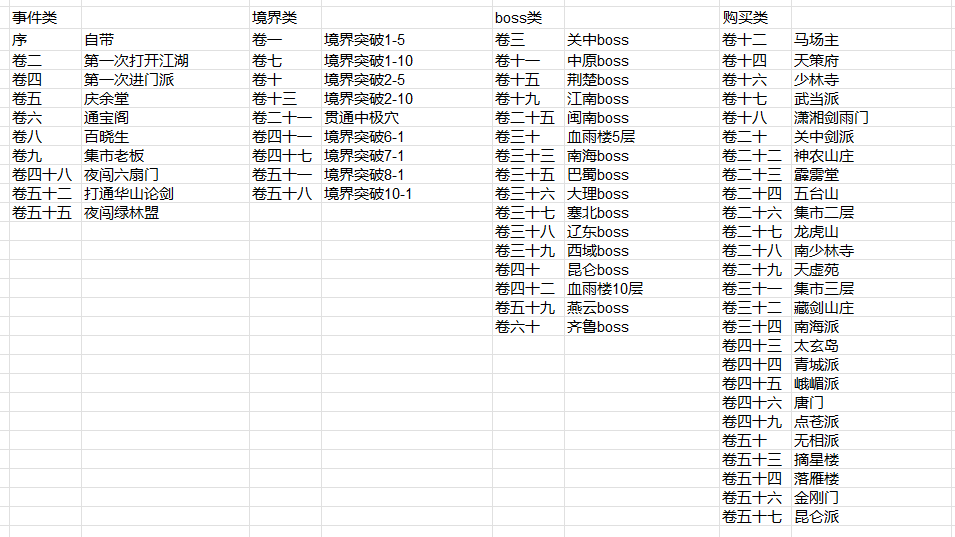 事件类 境界类 boss类 购买类
序 自带 卷一 境界突破1-5 卷三 关中boss 卷十二 马场主
卷二 第一次打开江湖 卷七 境界突破1-10 卷十一 中原boss 卷十四 天策府
卷四 第一次进门派 卷十 境界突破2-5 卷十五 荆楚boss 卷十六 少林寺
卷五 庆余堂 卷十三 境界突破2-10 卷十九 江南boss 卷十七 武当派
卷六 通宝阁 卷二十一 贯通中极穴 卷二十五 闽南boss 卷十八 潇湘剑雨门
卷八 百晓生 卷四十一 境界突破6-1 卷三十 血雨楼5层 卷二十 关中剑派
卷九 集市老板 卷四十七 境界突破7-1 卷三十三 南海boss 卷二十二 神农山庄
卷四十八 夜闯六扇门 卷五十一 境界突破8-1 卷三十五 巴蜀boss 卷二十三 霹雳堂
卷五十二 打通华山论剑 卷五十八 境界突破10-1 卷三十六 大理boss 卷二十四 五台山
卷五十五 夜闯绿林盟 卷三十七 塞北boss 卷二十六 集市二层
卷三十八 辽东boss 卷二十七 龙虎山
卷三十九 西域boss 卷二十八 南少林寺
卷四十 昆仑boss 卷二十九 天虚苑
卷四十二 血雨楼10层 卷三十一 集市三层
卷五十九 燕云boss 卷三十二 藏剑山庄
卷六十 齐鲁boss 卷三十四 南海派
卷四十三 太玄岛
卷四十四 青城派
卷四十五 峨嵋派
卷四十六 唐门
卷四十九 点苍派
卷五十 无相派
卷五十三 摘星楼
卷五十四 落雁楼
卷五十六 金刚门
卷五十七 昆仑派